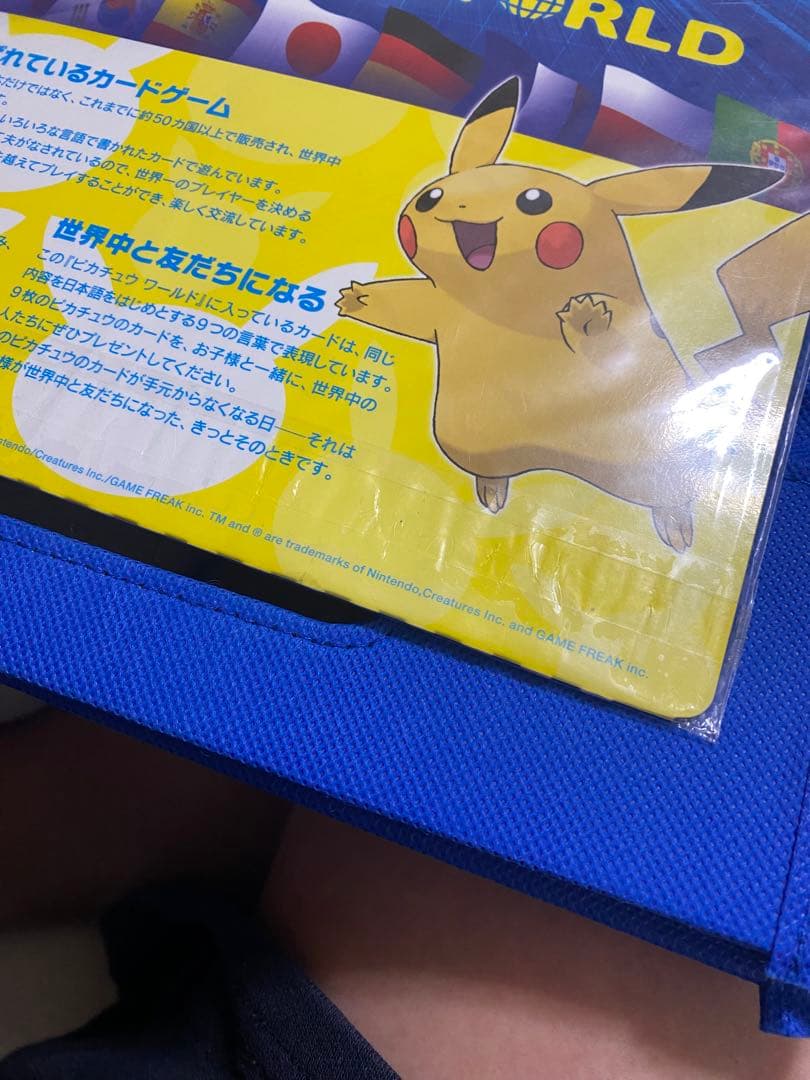 WORLD
れているカードゲーム
だけではなく、これまでに約50カ国以上で販売され、世界中
す。
いろいろな言語で書かれたカードで遊んでいます。
夫がなされているので、世界一のプレイヤーを決める
越えてプレイすることができ、楽しく交流しています。
世界中と友だちになる
み、
この『ピカチュウ ワールド』に入っているカードは、同じ
内容を日本語をはじめとする9つの言葉で表現しています。
9枚のピカチュウのカードを、お子様と一緒に、世界中の
人たちにぜひプレゼントしてください。
のピカチュウのカードが手元からなくなる日——それは
様が世界中と友だちになった、きっとそのときです。
ntendo/Creatures Inc./GAME FREAK inc. TM and ® are trademarks of Nintendo,Creatures Inc. and GAME FREAK inc.